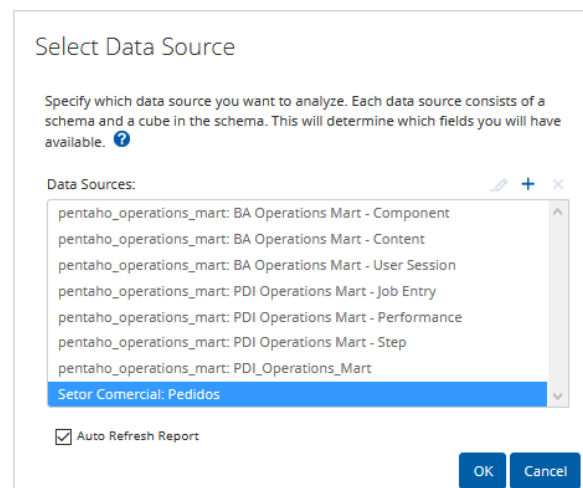 Select Data Source
Specify which data source you want to analyze. Each data source consists of a
schema and a cube in the schema. This will determine which fields you will have
available. ?
Data Sources:
pentaho_operations_mart: BA Operations Mart - Component
pentaho_operations_mart: BA Operations Mart - Content
pentaho_operations_mart: BA Operations Mart - User Session
pentaho_operations_mart: PDI Operations Mart - Job Entry
pentaho_operations_mart: PDI Operations Mart - Performance
pentaho_operations_mart: PDI Operations Mart - Step
pentaho_operations_mart: PDI_Operations_Mart
Setor Comercial: Pedidos
Auto Refresh Report
OK Cancel